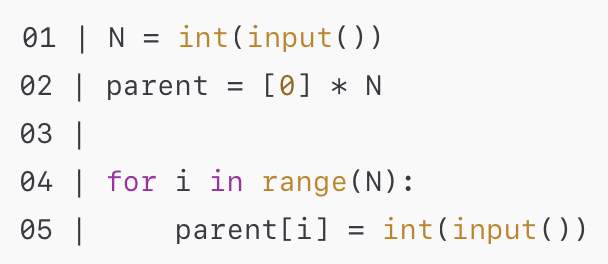 01 | N = int(input())
02 | parent = [0] * N
03 |
04 | for i in range(N):
05 |     parent[i] = int(input())